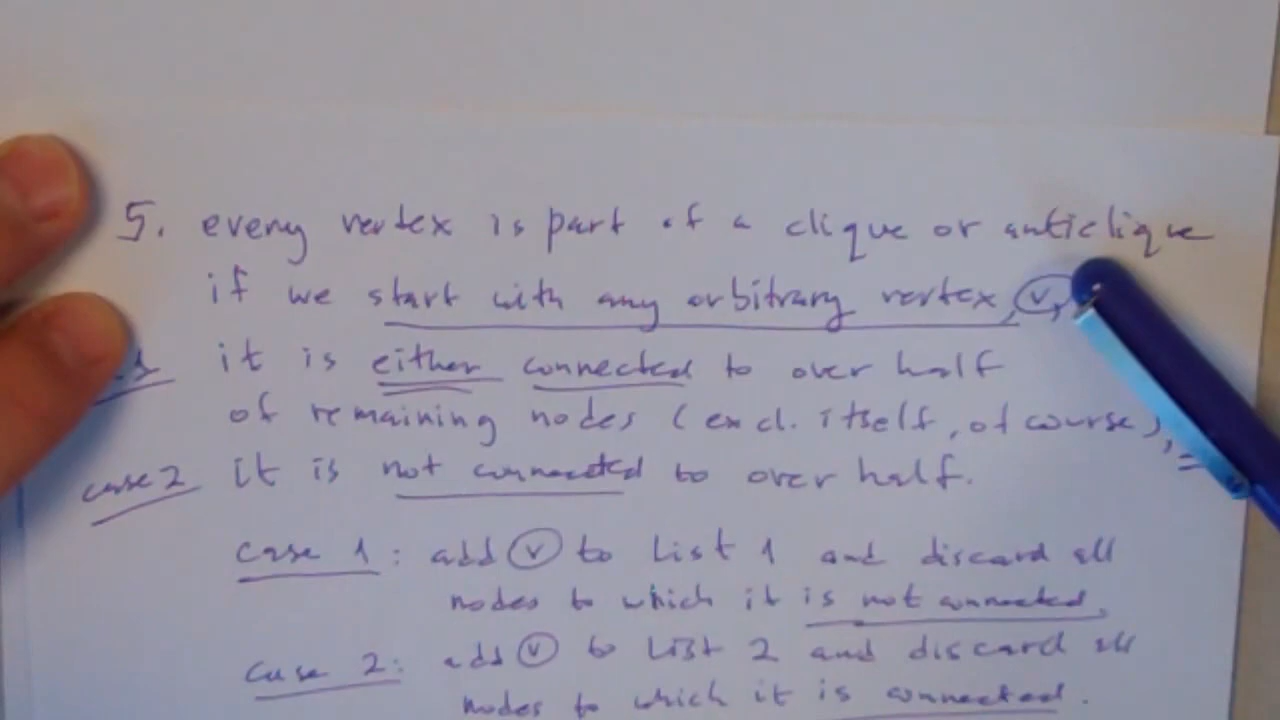 5. every vertex is part of a clique or anticlique
if we start with any arbitrary vertex, v,
it is either connected to over half
of remaining nodes (excl. itself, of course),
case 2 it is not connected to over half.
case 1: add v to List 1 and discard all
nodes to which it is not connected.
case 2: add v to List 2 and discard all
nodes to which it is connected.